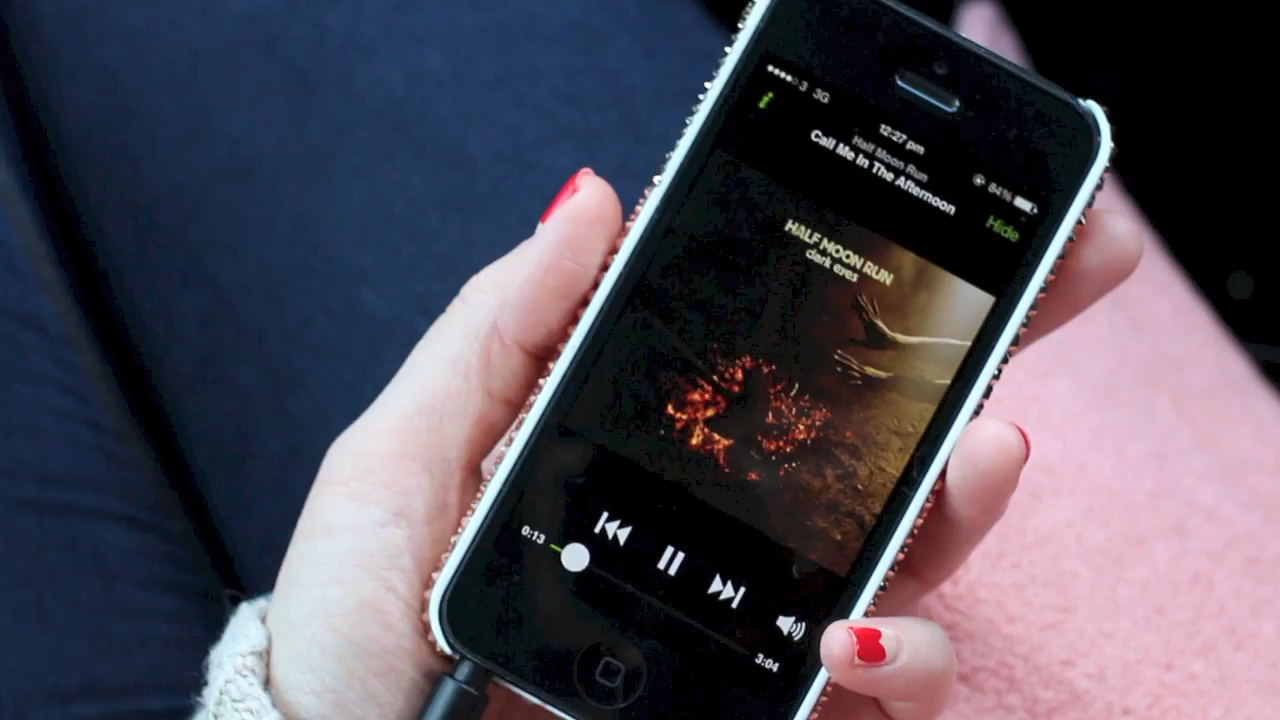 3 3G
12:27 pm
84%
i
Half Moon Run
Call Me In The Afternoon
Hide
HALF MOON RUN
dark eyes
0:13
3:04